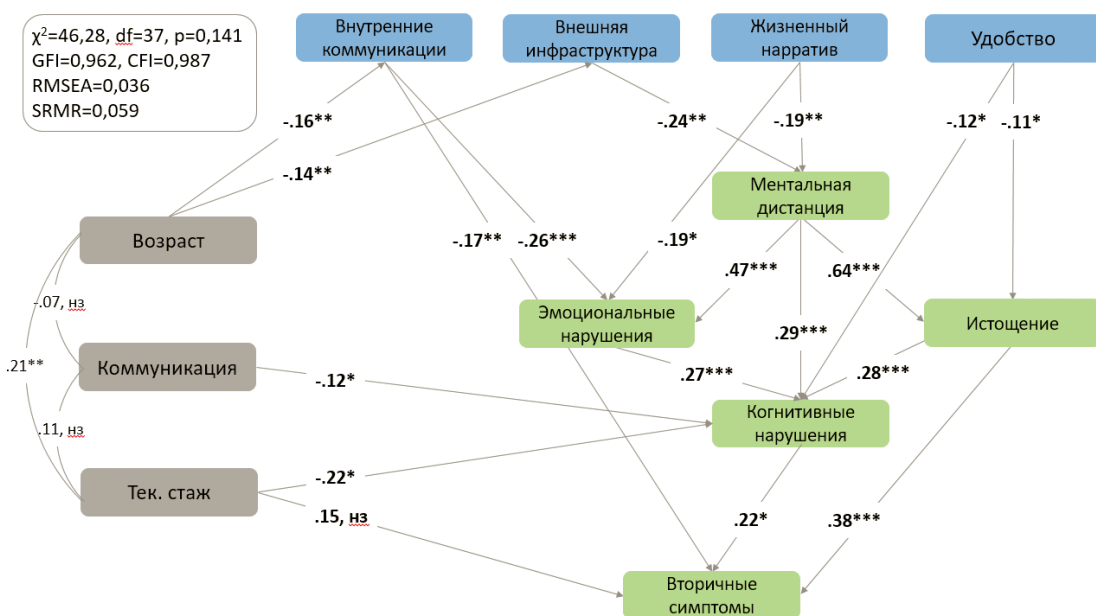 χ²=46,28, df=37, p=0,141
GFI=0,962, CFI=0,987
RMSEA=0,036
SRMR=0,059
Внутренние
коммуникации
Внешняя
инфраструктура
Жизненный
нарратив
Удобство
-.16**
-.24**
-.19**
-.12*
-.11*
-.14**
Ментальная
дистанция
Возраст
-.17**
-.26***
-.19*
.47***
.64***
-.07, нз
Эмоциональные
нарушения
Истощение
.29***
.21**
Коммуникация
-.12*
.27***
.28***
.11, нз
Когнитивные
нарушения
Тек. стаж
-.22*
.15, нз
.22*
.38***
Вторичные
симптомы